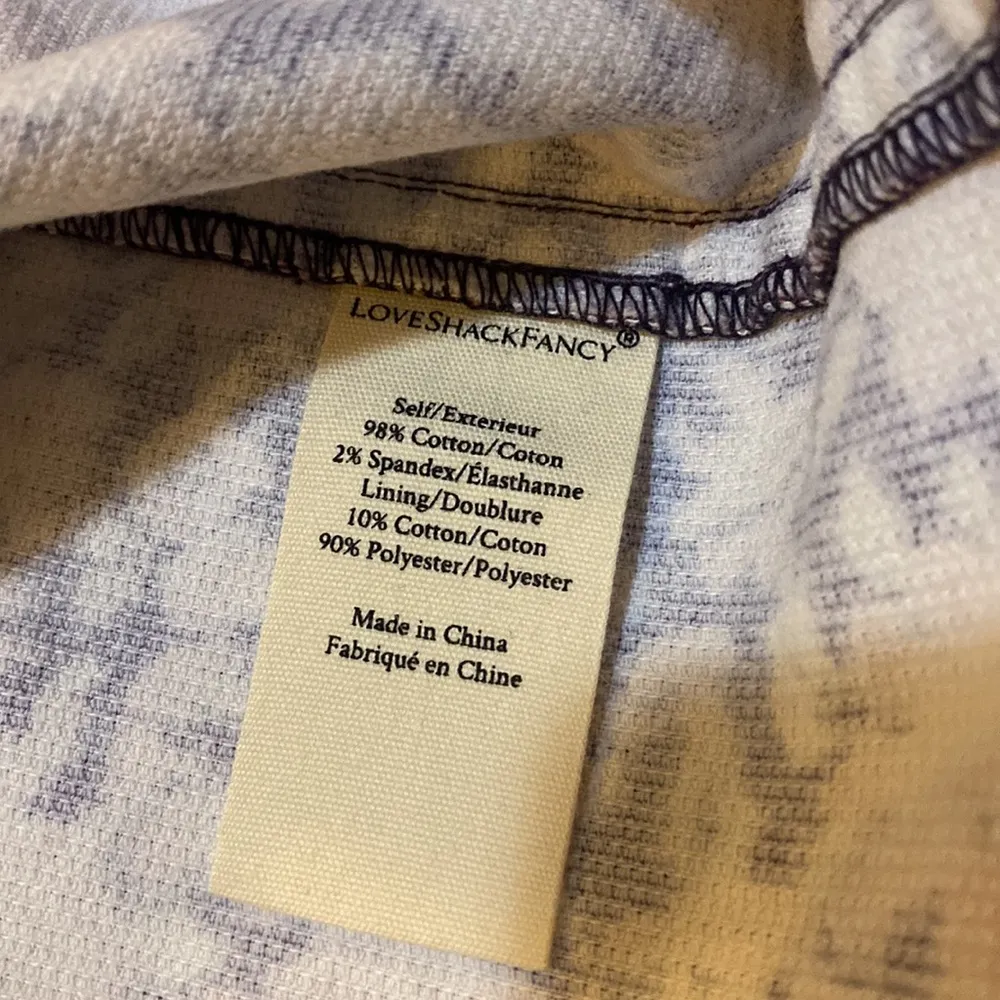 LoveShackFancy®
Self/Exterieur
98% Cotton/Coton
2% Spandex/Élasthanne
Lining/Doublure
10% Cotton/Coton
90% Polyester/Polyester
Made in China
Fabriqué en Chine